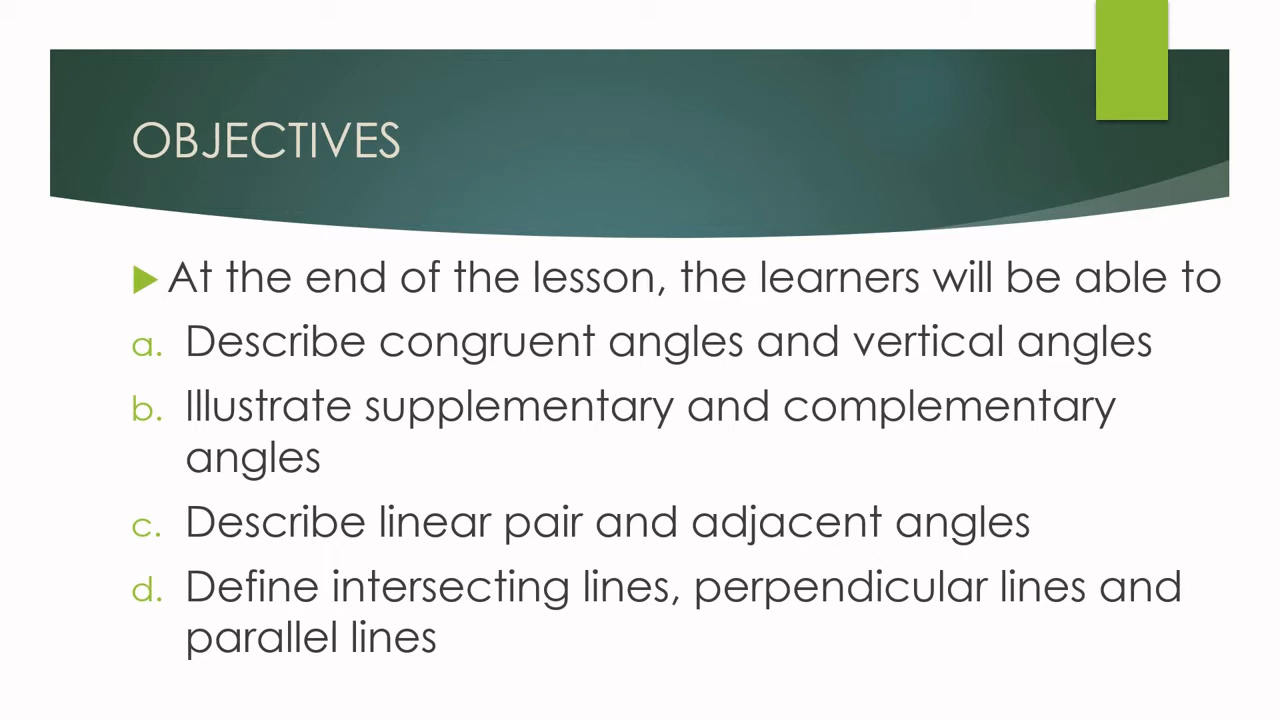 OBJECTIVES
At the end of the lesson, the learners will be able to
a. Describe congruent angles and vertical angles
b. Illustrate supplementary and complementary
angles
c. Describe linear pair and adjacent angles
d. Define intersecting lines, perpendicular lines and
parallel lines